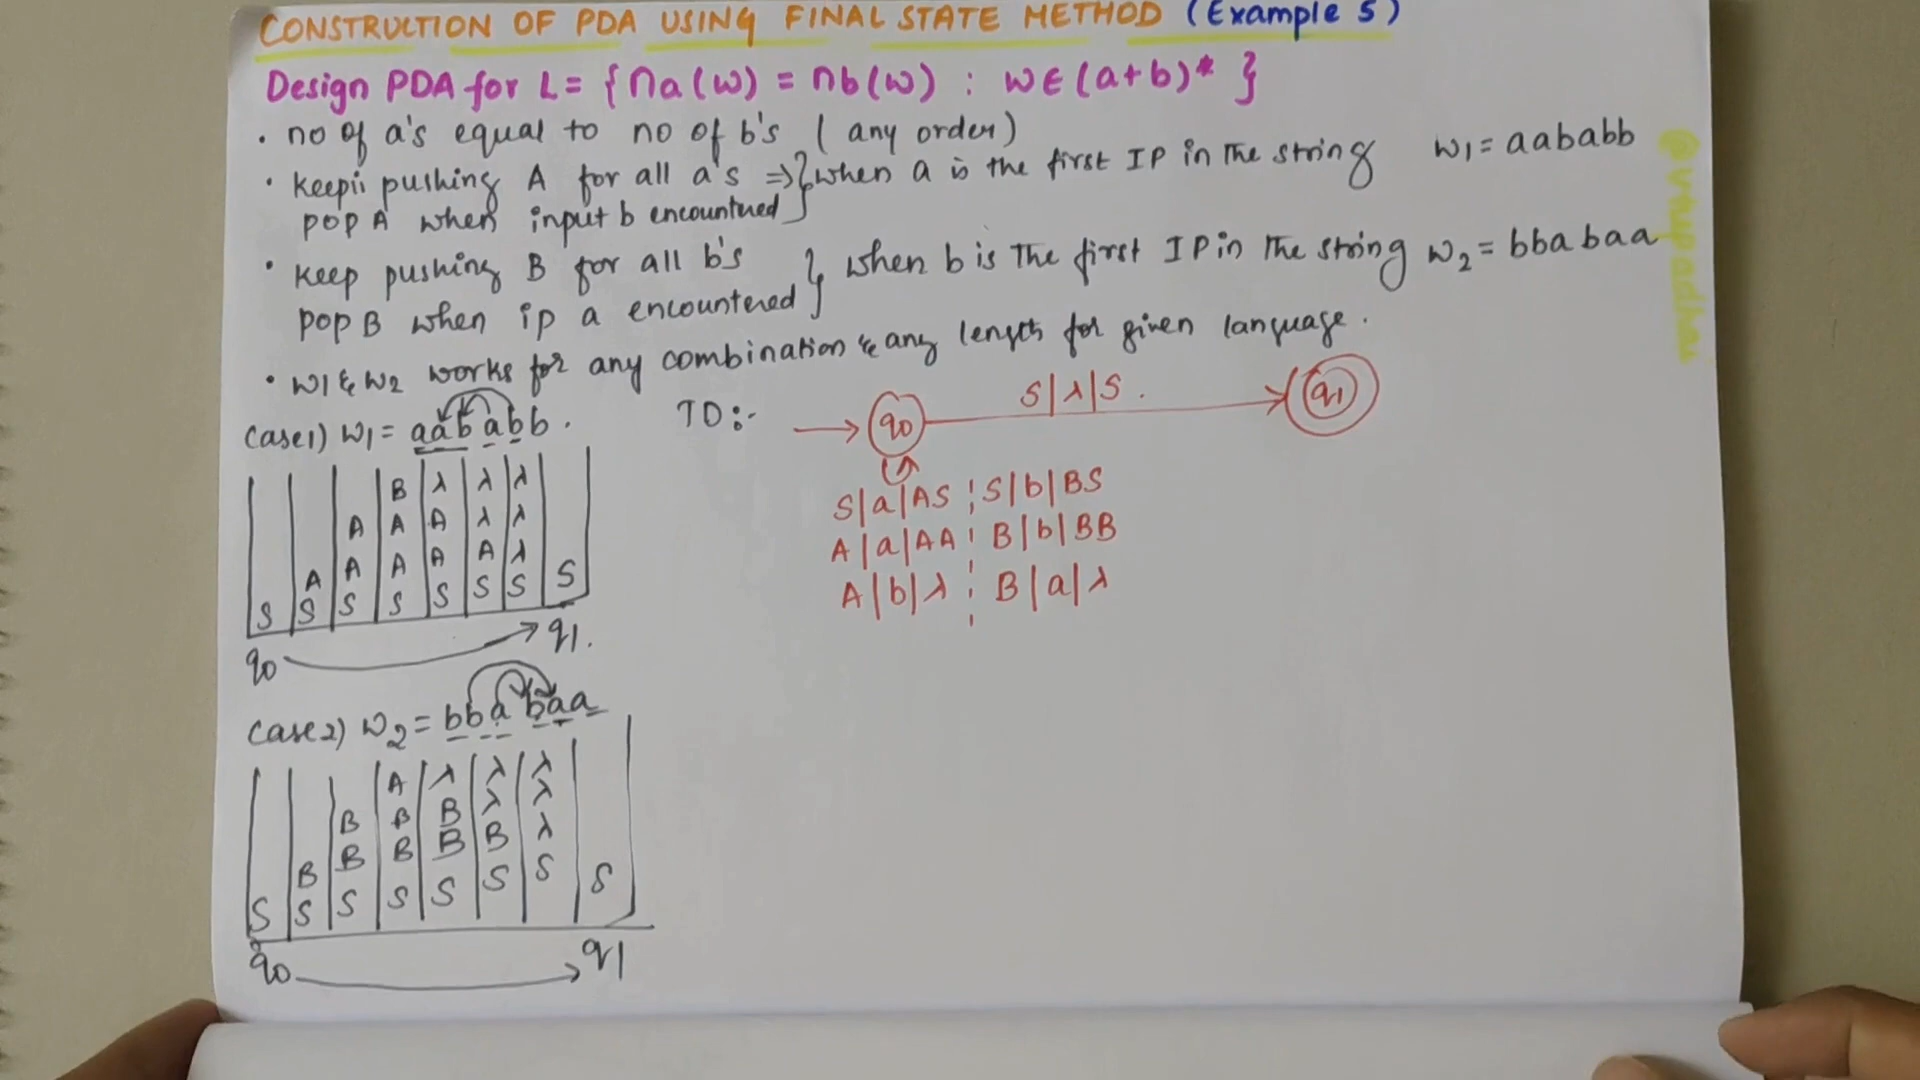 CONSTRUCTION OF PDA USING FINAL STATE METHOD (Example 5)
Design PDA for L = { na(w) = nb(w) : w∈(a+b)* }
• no of a's equal to no of b's ( any order)
• Keepii pushing A for all a's => } when a is the first IP in the string w1 = aababb
pop A when input b encountued }
• Keep pushing B for all b's } when b is The first IP in The string w2 = bbabaa
pop B when ip a encountered }
• w1 & w2 works for any combination & any length for given language.
Case1) w1 = aababb.
TD:-
q0
S|λ|S.
q1
S|a|AS ¦ S|b|BS
A|a|AA ¦ B|b|BB
A|b|λ ¦ B|a|λ
B λ λ λ
A A A λ λ
A A A A A λ
S S S S S S S S
q0 q1.
Case2) w2 = bbabaa
A λ λ λ
B B B λ λ
B B B B B λ
S S S S S S S S
q0 q1
@vtupadhai